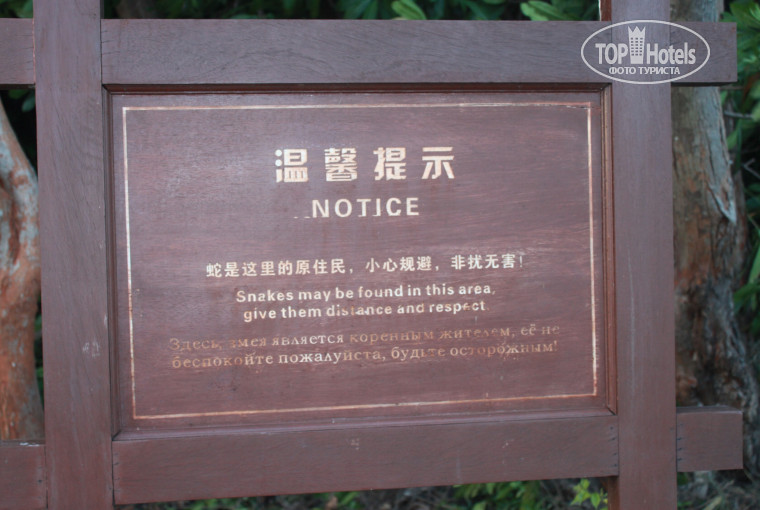 TOP Hotels
ФОТО ТУРИСТА
温馨提示
NOTICE
蛇是这里的原住民，小心规避，非扰无害！
Snakes may be found in this area,
give them distance and respect.
Здесь змея является коренным жителем, её не
беспокойте пожалуйста, будьте осторожным!